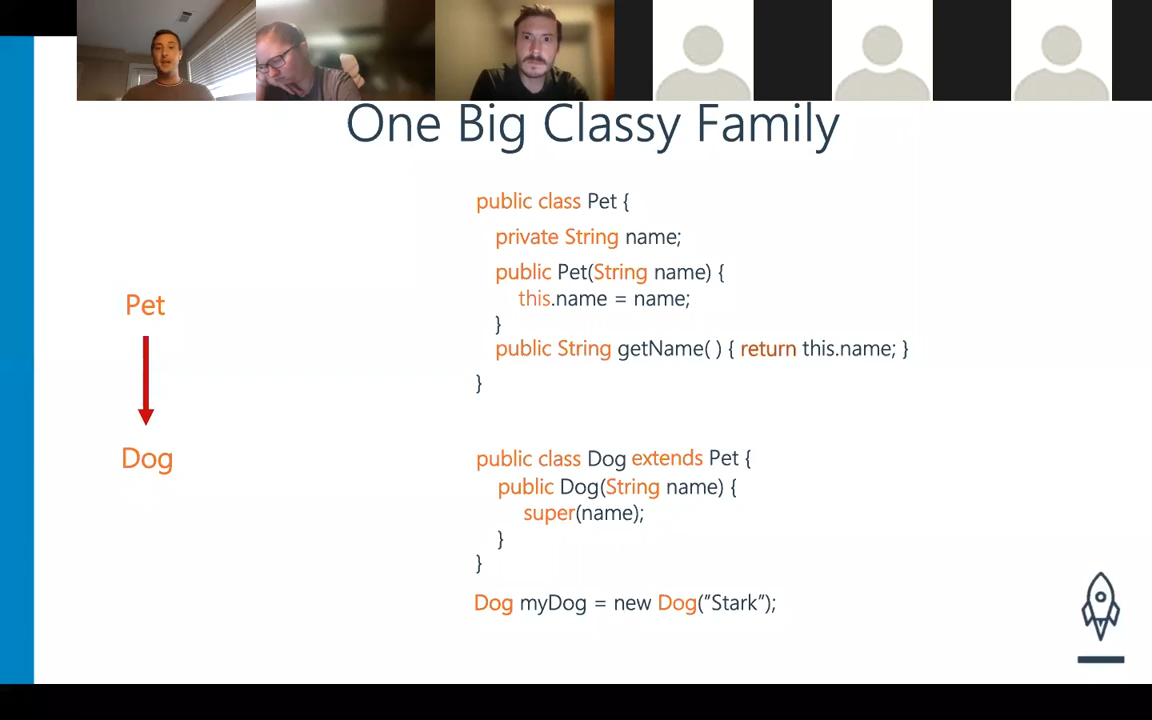 One Big Classy Family
public class Pet {
private String name;
public Pet(String name) {
this.name = name;
}
public String getName( ) { return this.name; }
}
Pet
Dog
public class Dog extends Pet {
public Dog(String name) {
super(name);
}
}
Dog myDog = new Dog(”Stark”);